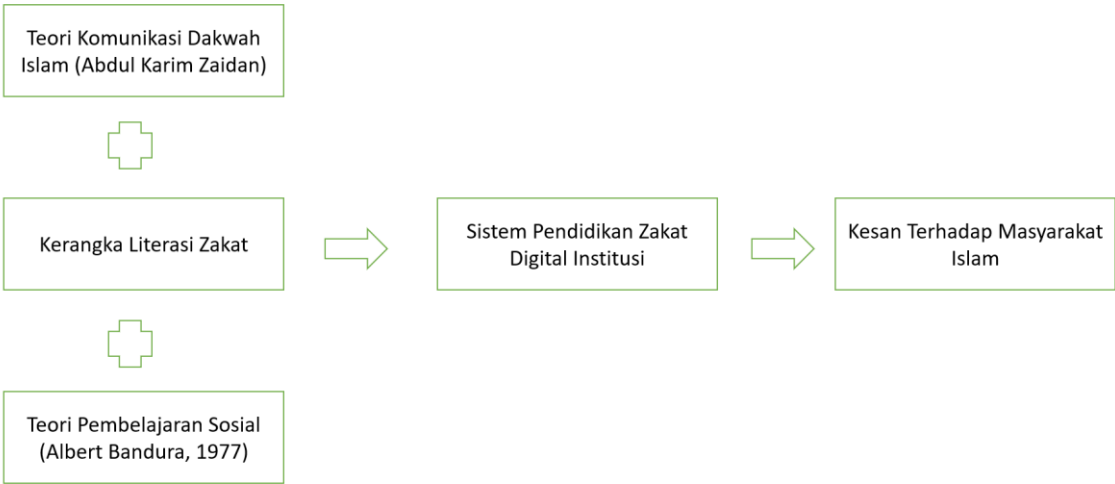 Teori Komunikasi Dakwah
Islam (Abdul Karim Zaidan)
Kerangka Literasi Zakat
Sistem Pendidikan Zakat
Digital Institusi
Kesan Terhadap Masyarakat
Islam
Teori Pembelajaran Sosial
(Albert Bandura, 1977)